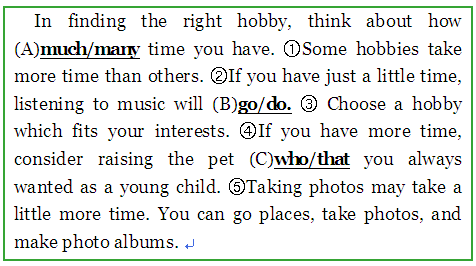 In finding the right hobby, think about how
(A)much/many time you have. ①Some hobbies take
more time than others. ②If you have just a little time,
listening to music will (B)go/do. ③ Choose a hobby
which fits your interests. ④If you have more time,
consider raising the pet (C)who/that you always
wanted as a young child. ⑤Taking photos may take a
little more time. You can go places, take photos, and
make photo albums. ↵